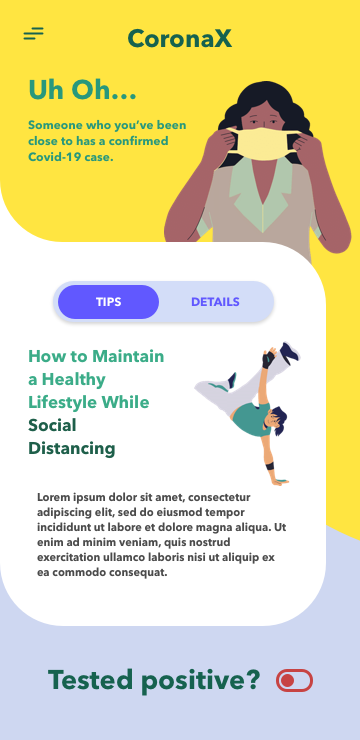 CoronaX
Uh Oh...
Someone who you've been
close to has a confirmed
Covid-19 case.
TIPS
DETAILS
How to Maintain
a Healthy
Lifestyle While
Social
Distancing
Lorem ipsum dolor sit amet, consectetur
adipiscing elit, sed do eiusmod tempor
incididunt ut labore et dolore magna aliqua. Ut
enim ad minim veniam, quis nostrud
exercitation ullamco laboris nisi ut aliquip ex
ea commodo consequat.
Tested positive?